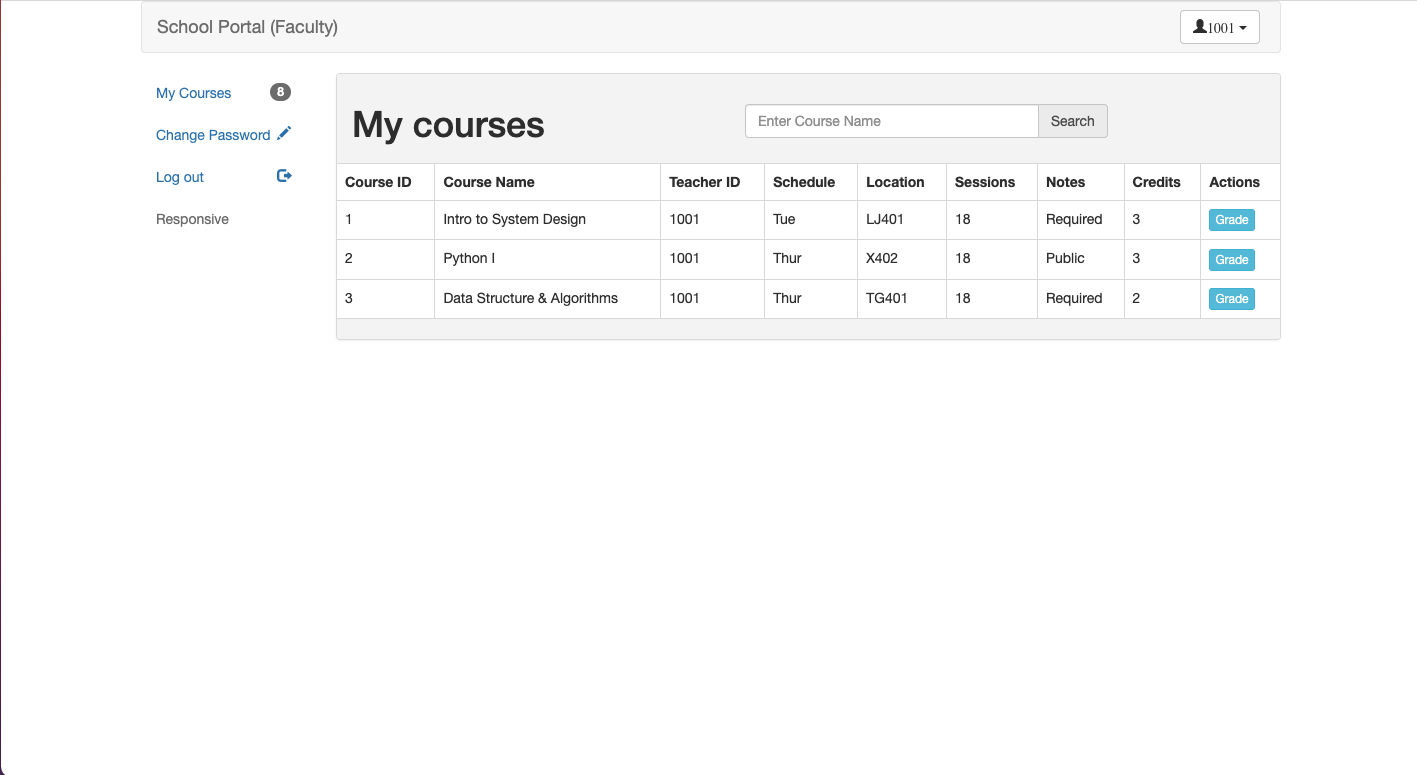 School Portal (Faculty)
1001
My Courses 8
Change Password
Log out
Responsive
My courses
Enter Course Name Search
Course ID Course Name Teacher ID Schedule Location Sessions Notes Credits Actions
1 Intro to System Design 1001 Tue LJ401 18 Required 3 Grade
2 Python I 1001 Thur X402 18 Public 3 Grade
3 Data Structure & Algorithms 1001 Thur TG401 18 Required 2 Grade